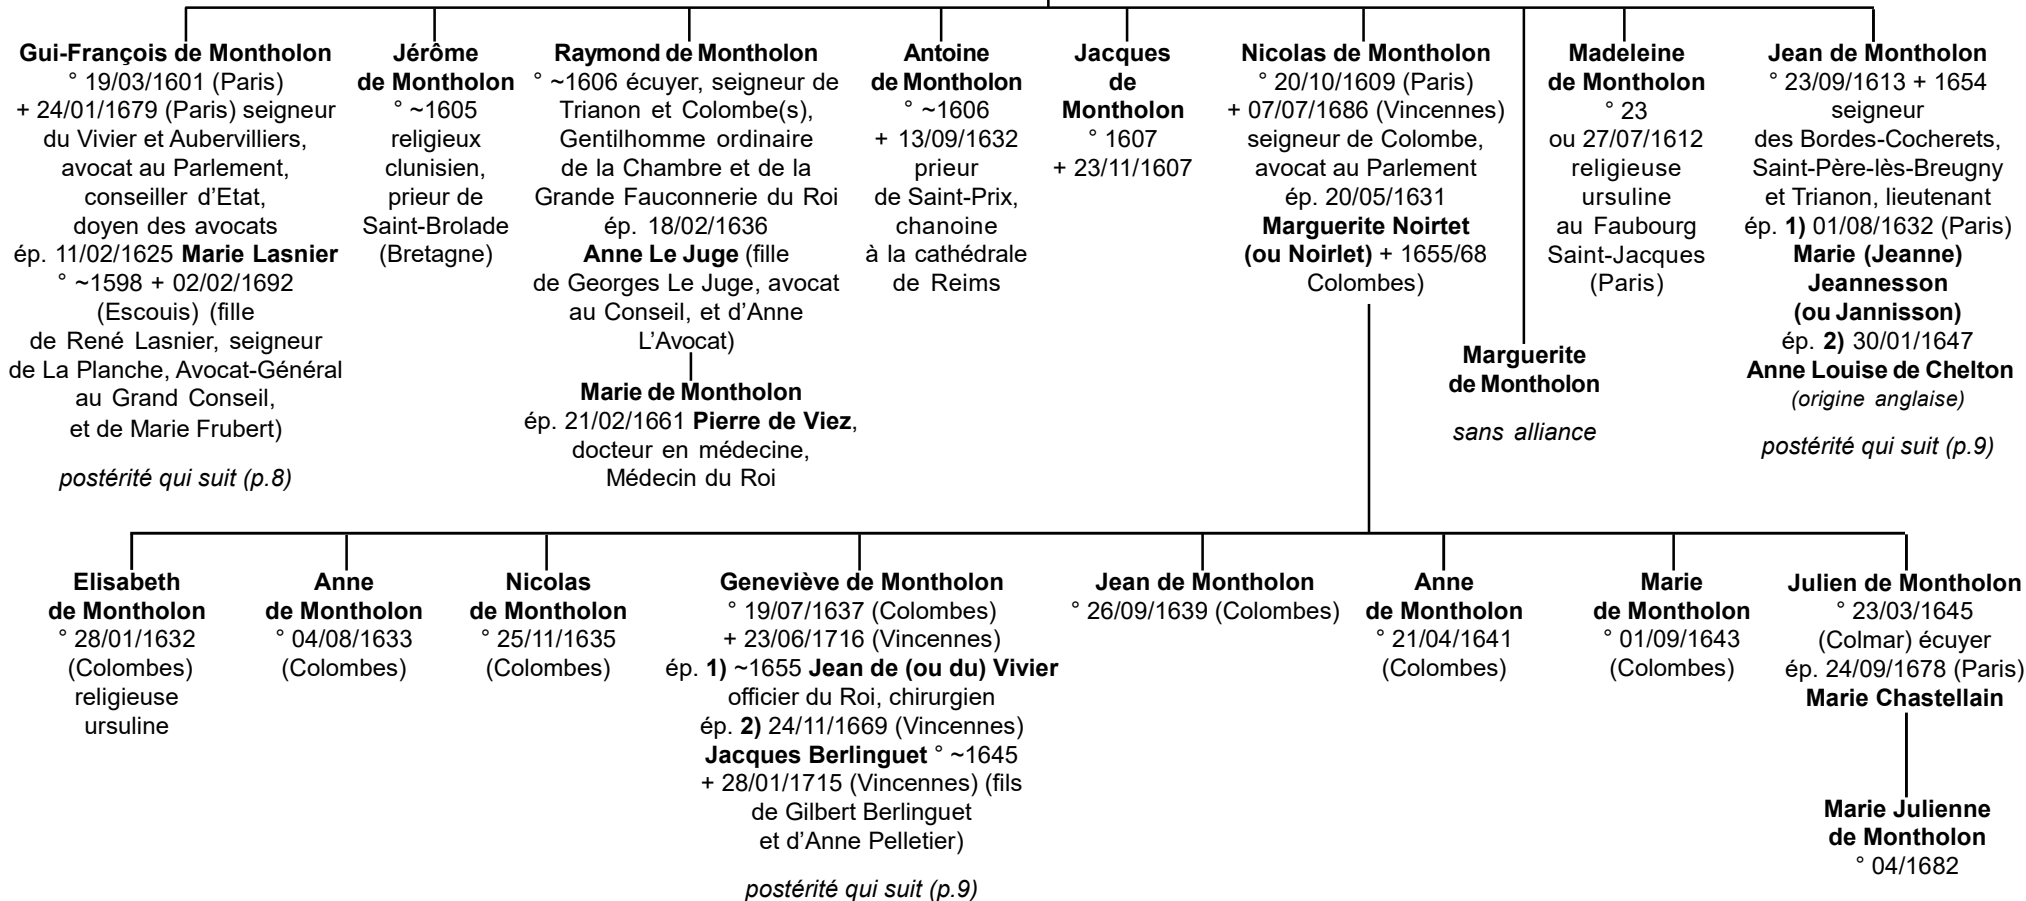 Gui-François de Montholon
° 19/03/1601 (Paris)
+ 24/01/1679 (Paris) seigneur
du Vivier et Aubervilliers,
avocat au Parlement,
conseiller d'Etat,
doyen des avocats
ép. 11/02/1625 Marie Lasnier
° ~1598 + 02/02/1692
(Escouis) (fille
de René Lasnier, seigneur
de La Planche, Avocat-Général
au Grand Conseil,
et de Marie Frubert)
postérité qui suit (p.8)
Jérôme
de Montholon
° ~1605
religieux
clunisien,
prieur de
Saint-Brolade
(Bretagne)
Raymond de Montholon
° ~1606 écuyer, seigneur de
Trianon et Colombe(s),
Gentilhomme ordinaire
de la Chambre et de la
Grande Fauconnerie du Roi
ép. 18/02/1636
Anne Le Juge (fille
de Georges Le Juge, avocat
au Conseil, et d'Anne
L'Avocat)
Marie de Montholon
ép. 21/02/1661 Pierre de Viez,
docteur en médecine,
Médecin du Roi
Antoine
de Montholon
° ~1606
+ 13/09/1632
prieur
de Saint-Prix,
chanoine
à la cathédrale
de Reims
Jacques
de
Montholon
° 1607
+ 23/11/1607
Nicolas de Montholon
° 20/10/1609 (Paris)
+ 07/07/1686 (Vincennes)
seigneur de Colombe,
avocat au Parlement
ép. 20/05/1631
Marguerite Noirtet
(ou Noirlet) + 1655/68
Colombes)
Marguerite
de Montholon
sans alliance
Madeleine
de Montholon
° 23
ou 27/07/1612
religieuse
ursuline
au Faubourg
Saint-Jacques
(Paris)
Jean de Montholon
° 23/09/1613 + 1654
seigneur
des Bordes-Cocherets,
Saint-Père-lès-Breugny
et Trianon, lieutenant
ép. 1) 01/08/1632 (Paris)
Marie (Jeanne)
Jeannesson
(ou Jannisson)
ép. 2) 30/01/1647
Anne Louise de Chelton
(origine anglaise)
postérité qui suit (p.9)
Elisabeth
de Montholon
° 28/01/1632
(Colombes)
religieuse
ursuline
Anne
de Montholon
° 04/08/1633
(Colombes)
Nicolas
de Montholon
° 25/11/1635
(Colombes)
Geneviève de Montholon
° 19/07/1637 (Colombes)
+ 23/06/1716 (Vincennes)
ép. 1) ~1655 Jean de (ou du) Vivier
officier du Roi, chirurgien
ép. 2) 24/11/1669 (Vincennes)
Jacques Berlinguet ° ~1645
+ 28/01/1715 (Vincennes) (fils
de Gilbert Berlinguet
et d'Anne Pelletier)
postérité qui suit (p.9)
Jean de Montholon
° 26/09/1639 (Colombes)
Anne
de Montholon
° 21/04/1641
(Colombes)
Marie
de Montholon
° 01/09/1643
(Colombes)
Julien de Montholon
° 23/03/1645
(Colmar) écuyer
ép. 24/09/1678 (Paris)
Marie Chastellain
Marie Julienne
de Montholon
° 04/1682